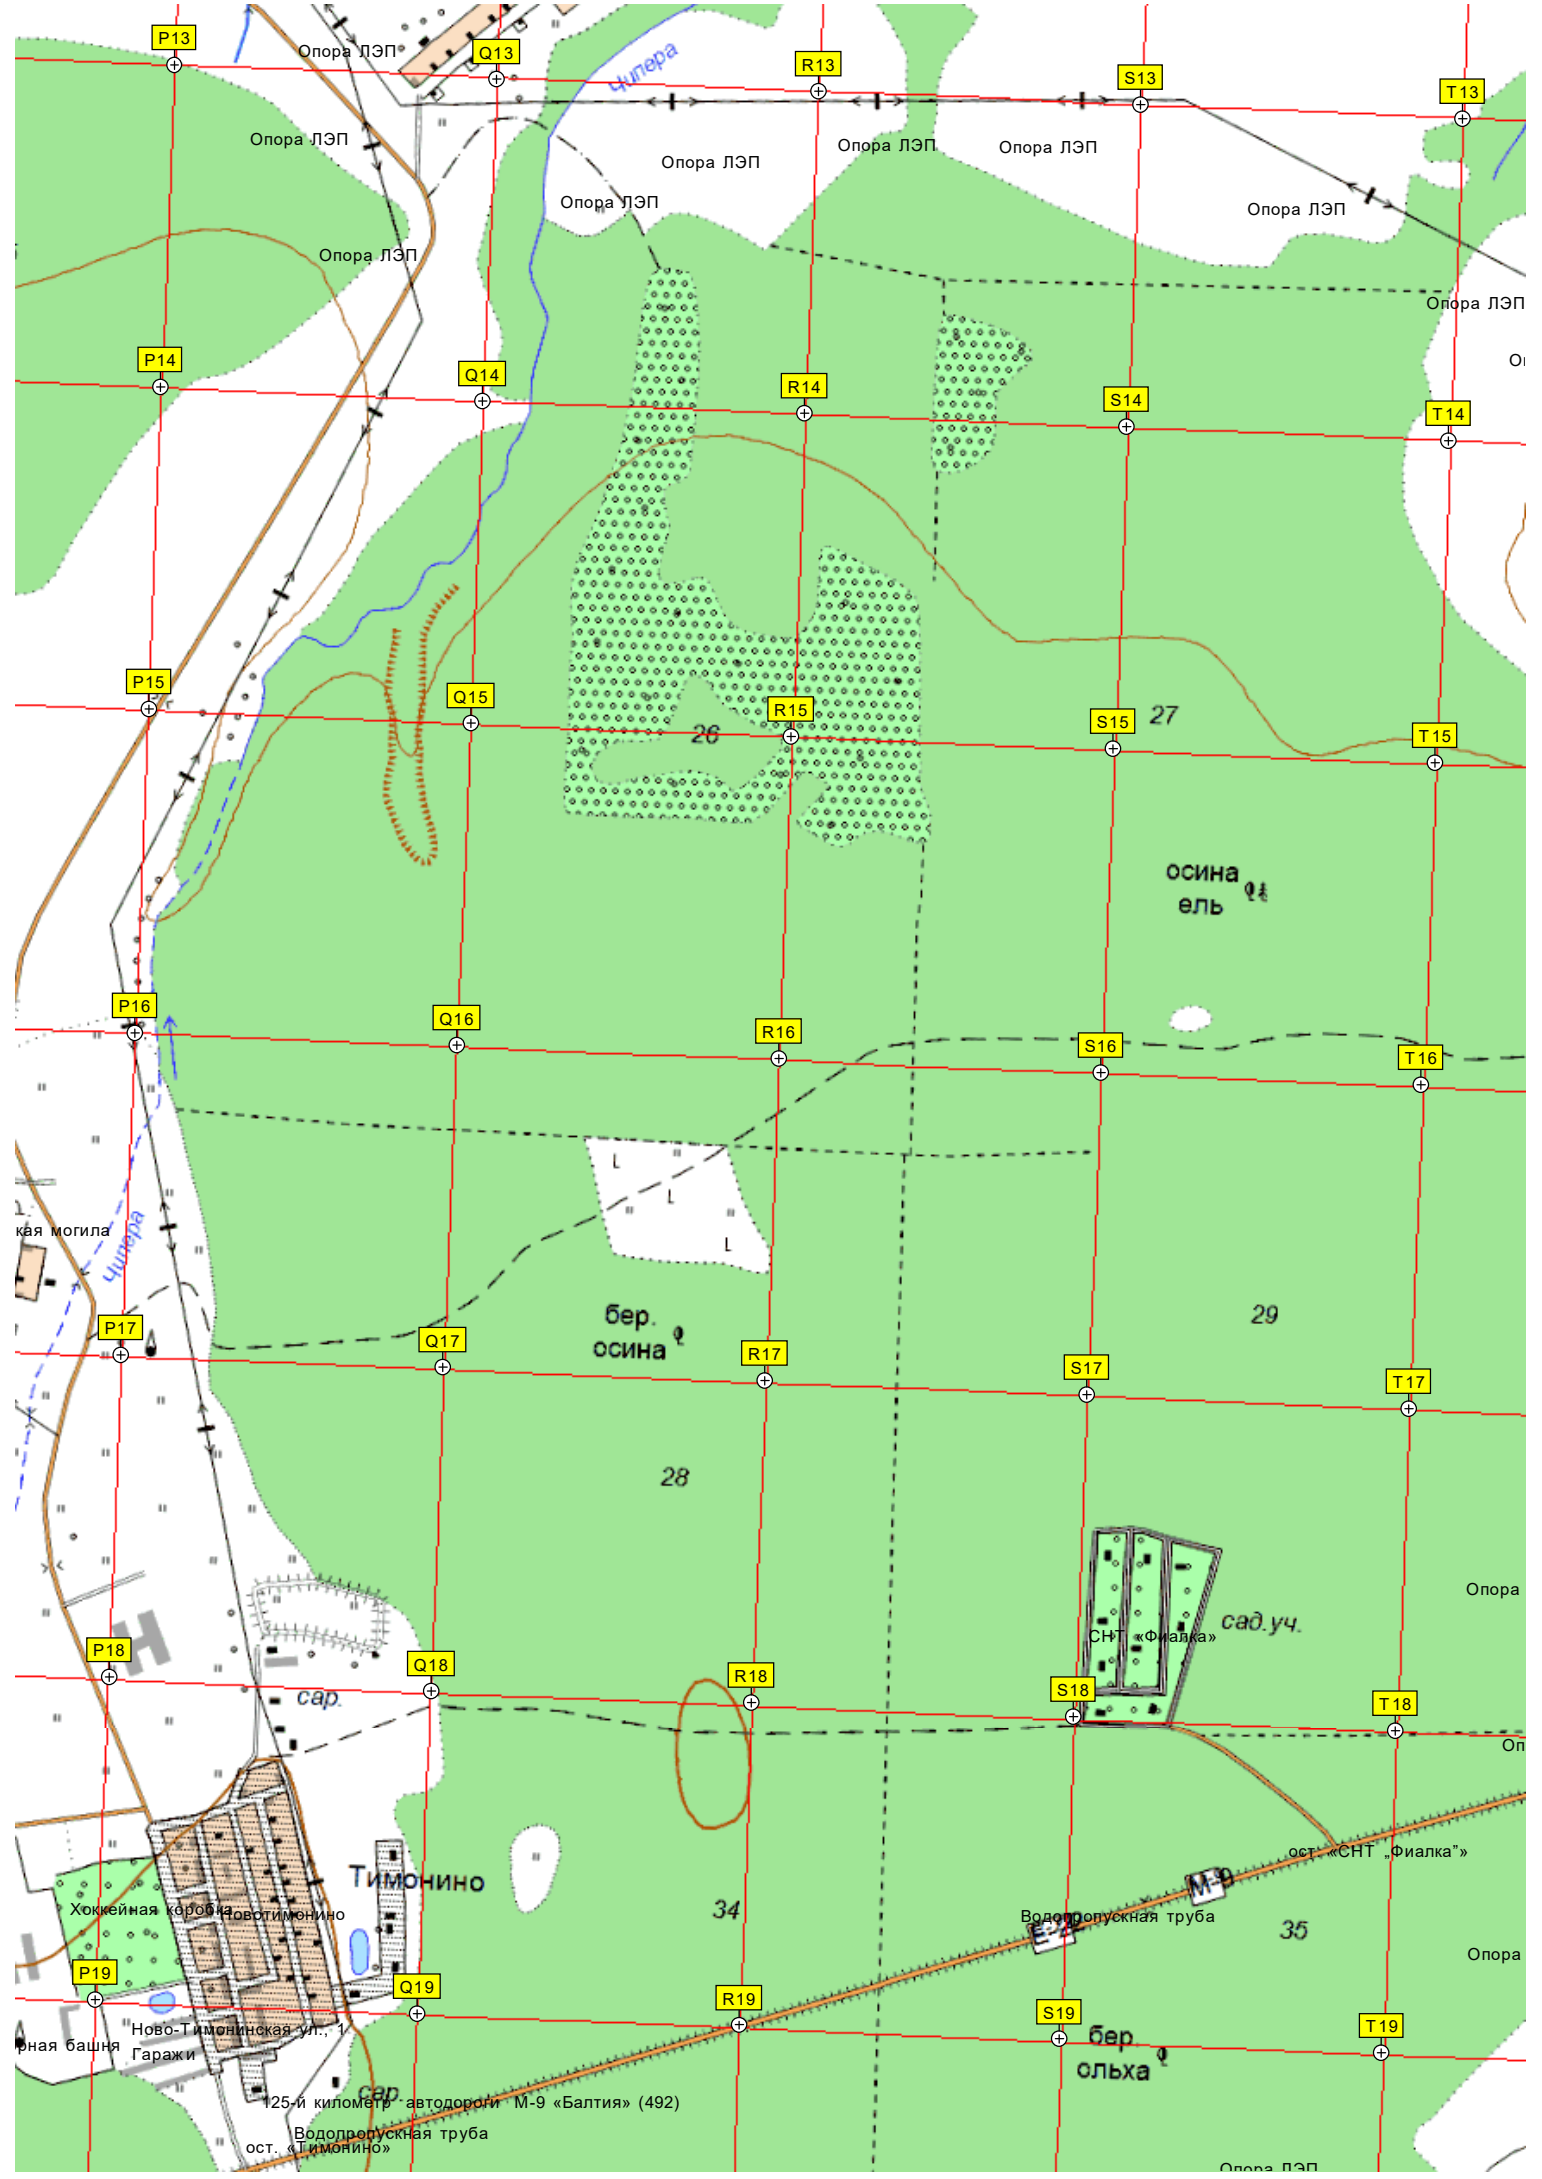 P13
Опора ЛЭП
Q13
Чипера
R13
S13
T13
Опора ЛЭП
Опора ЛЭП
Опора ЛЭП
Опора ЛЭП
Опора ЛЭП
Опора ЛЭП
Опора ЛЭП
Опора ЛЭП
P14
Q14
R14
S14
T14
P15
Q15
26
R15
S15
27
T15
осина
ель
P16
Q16
R16
S16
T16
L
L
L
кая могила
Чипера
P17
Q17
бер.
осина
R17
S17
29
T17
28
Опора
СНТ «Фиалка»
сад.уч.
P18
Q18
R18
S18
T18
сар.
Оп
ост. «СНТ „Фиалка"»
М-9
Тимонино
Хоккейная коробка
Новотимонино
34
Водопропускная труба
Е-22
35
Опора
P19
Q19
R19
S19
T19
Ново-Тимонинская ул., 1
рная башня
Гаражи
бер.
ольха
сар.
125-й километр автодороги М-9 «Балтия» (492)
Водопропускная труба
ост. «Тимонино»
Опора ЛЭП